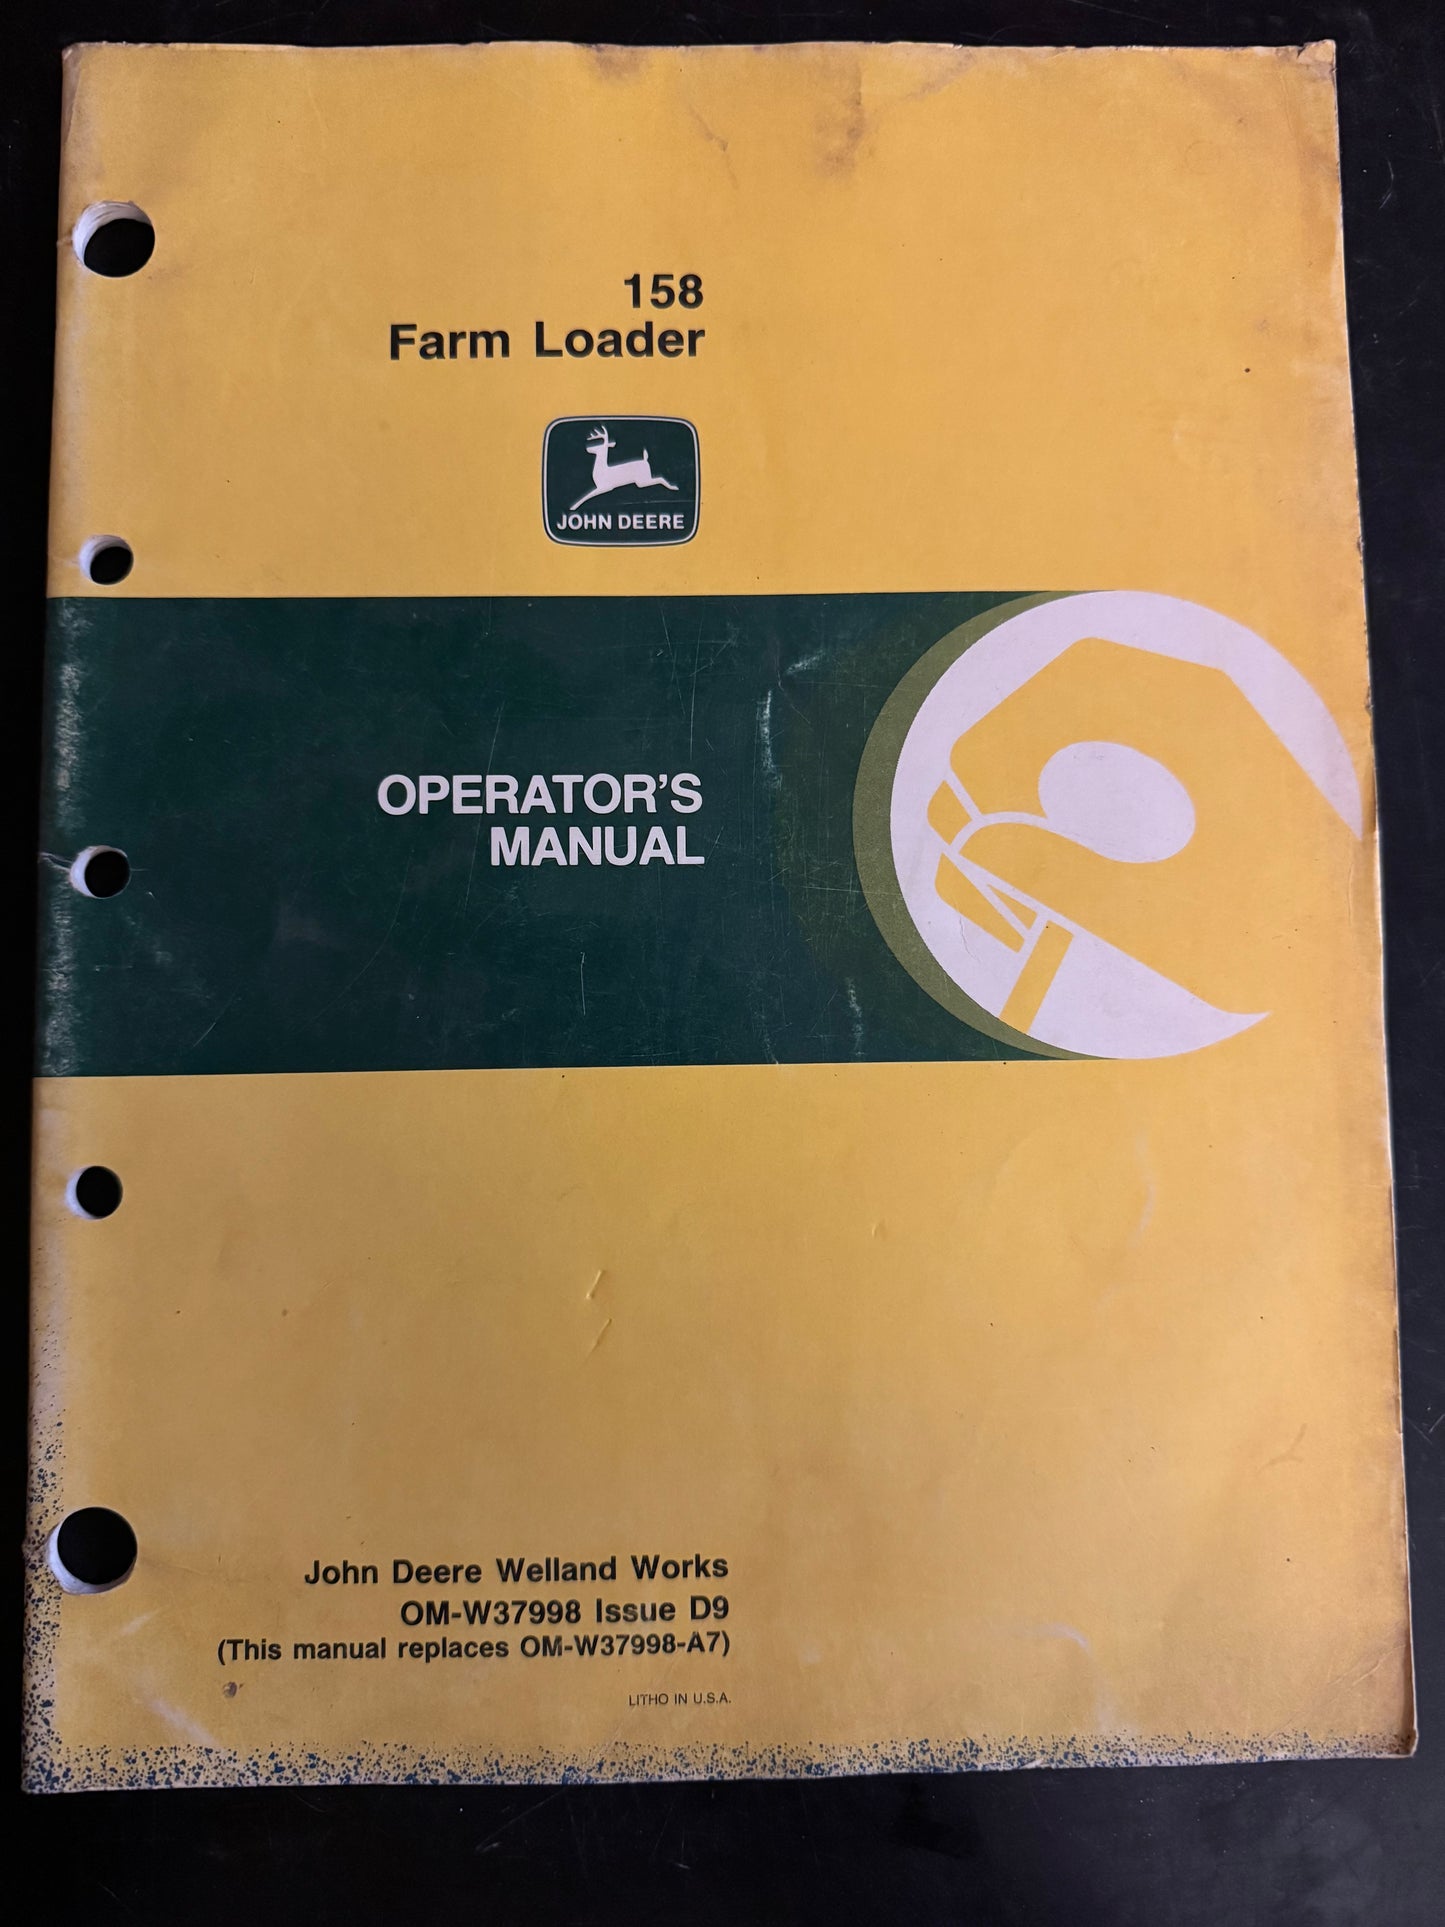 158
Farm Loader
JOHN DEERE
OPERATOR'S
MANUAL
John Deere Welland Works
OM-W37998 Issue D9
(This manual replaces OM-W37998-A7)
LITHO IN U.S.A.